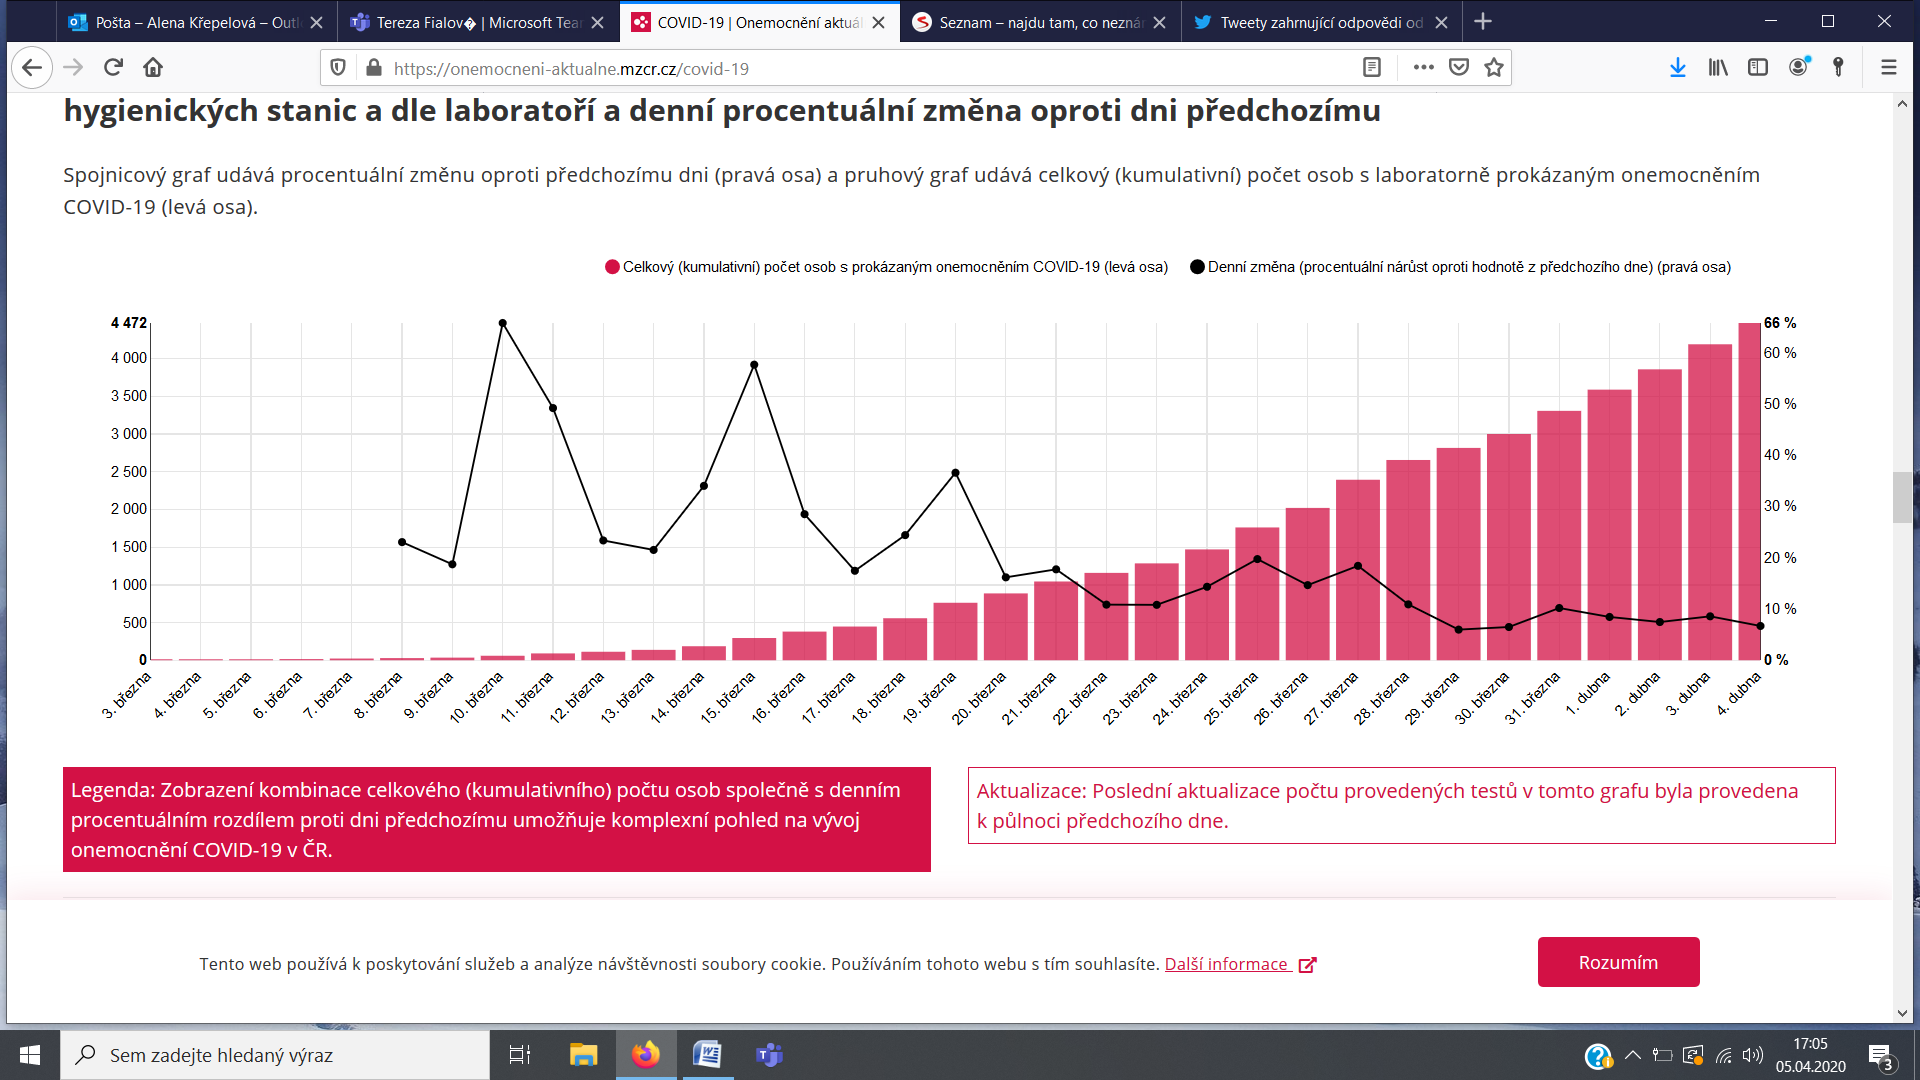 Pošta – Alena Křepelová – Outl
Tereza Fialov� | Microsoft Tea
COVID-19 | Onemocnění aktuál
Seznam – najdu tam, co neznán
Tweety zahrnující odpovědi od
https://onemocneni-aktualne.mzcr.cz/covid-19
hygienických stanic a dle laboratoří a denní procentuální změna oproti dni předchozímu
Spojnicový graf udává procentuální změnu oproti předchozímu dni (pravá osa) a pruhový graf udává celkový (kumulativní) počet osob s laboratorně prokázaným onemocněním
COVID-19 (levá osa).
Celkový (kumulativní) počet osob s prokázaným onemocněním COVID-19 (levá osa)
Denní změna (procentuální nárůst oproti hodnotě z předchozího dne) (pravá osa)
4 472
4 000
3 500
3 000
2 500
2 000
1 500
1 000
500
0
66 %
60 %
50 %
40 %
30 %
20 %
10 %
0 %
3. března
4. března
5. března
6. března
7. března
8. března
9. března
10. března
11. března
12. března
13. března
14. března
15. března
16. března
17. března
18. března
19. března
20. března
21. března
22. března
23. března
24. března
25. března
26. března
27. března
28. března
29. března
30. března
31. března
1. dubna
2. dubna
3. dubna
4. dubna
Legenda: Zobrazení kombinace celkového (kumulativního) počtu osob společně s denním
procentuálním rozdílem proti dni předchozímu umožňuje komplexní pohled na vývoj
onemocnění COVID-19 v ČR.
Aktualizace: Poslední aktualizace počtu provedených testů v tomto grafu byla provedena
k půlnoci předchozího dne.
Tento web používá k poskytování služeb a analýze návštěvnosti soubory cookie. Používáním tohoto webu s tím souhlasíte. Další informace
Rozumím
Sem zadejte hledaný výraz
17:05
05.04.2020
3